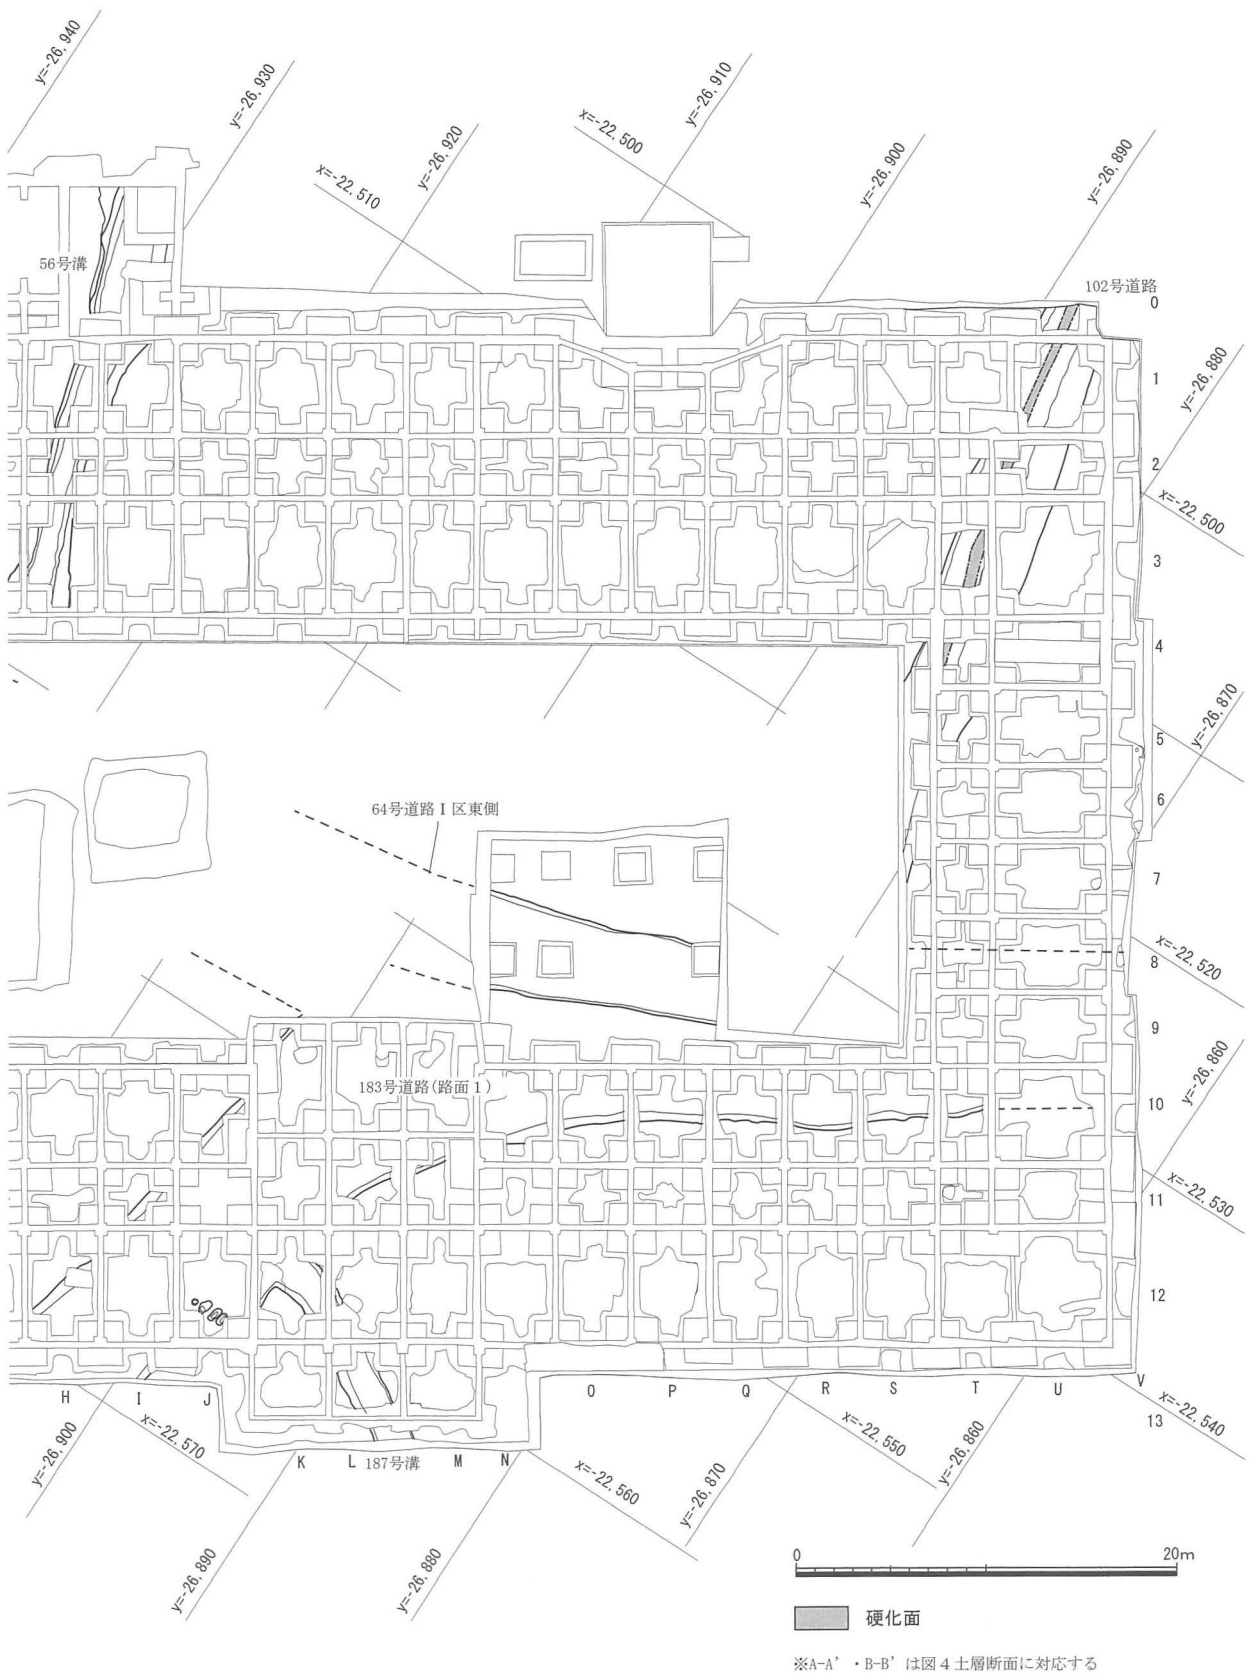 y=-26,940
y=-26,930
y=-26,920
x=-22,510
y=-26,910
x=-22,500
y=-26,900
y=-26,890
56号溝
102号道路
0
1
y=-26,880
2
x=-22,500
3
4
y=-26,870
5
6
64号道路Ⅰ区東側
7
8
x=-22,520
9
183号道路(路面1)
10
y=-26,860
11
x=-22,530
12
H
I
J
O
P
Q
R
S
T
U
V
13
x=-22,540
y=-26,900
x=-22,570
K
L
187号溝
M
N
x=-22,560
y=-26,870
x=-22,550
y=-26,860
y=-26,890
y=-26,880
0 20m
硬化面
※A-A'・B-B'は図4土層断面に対応する